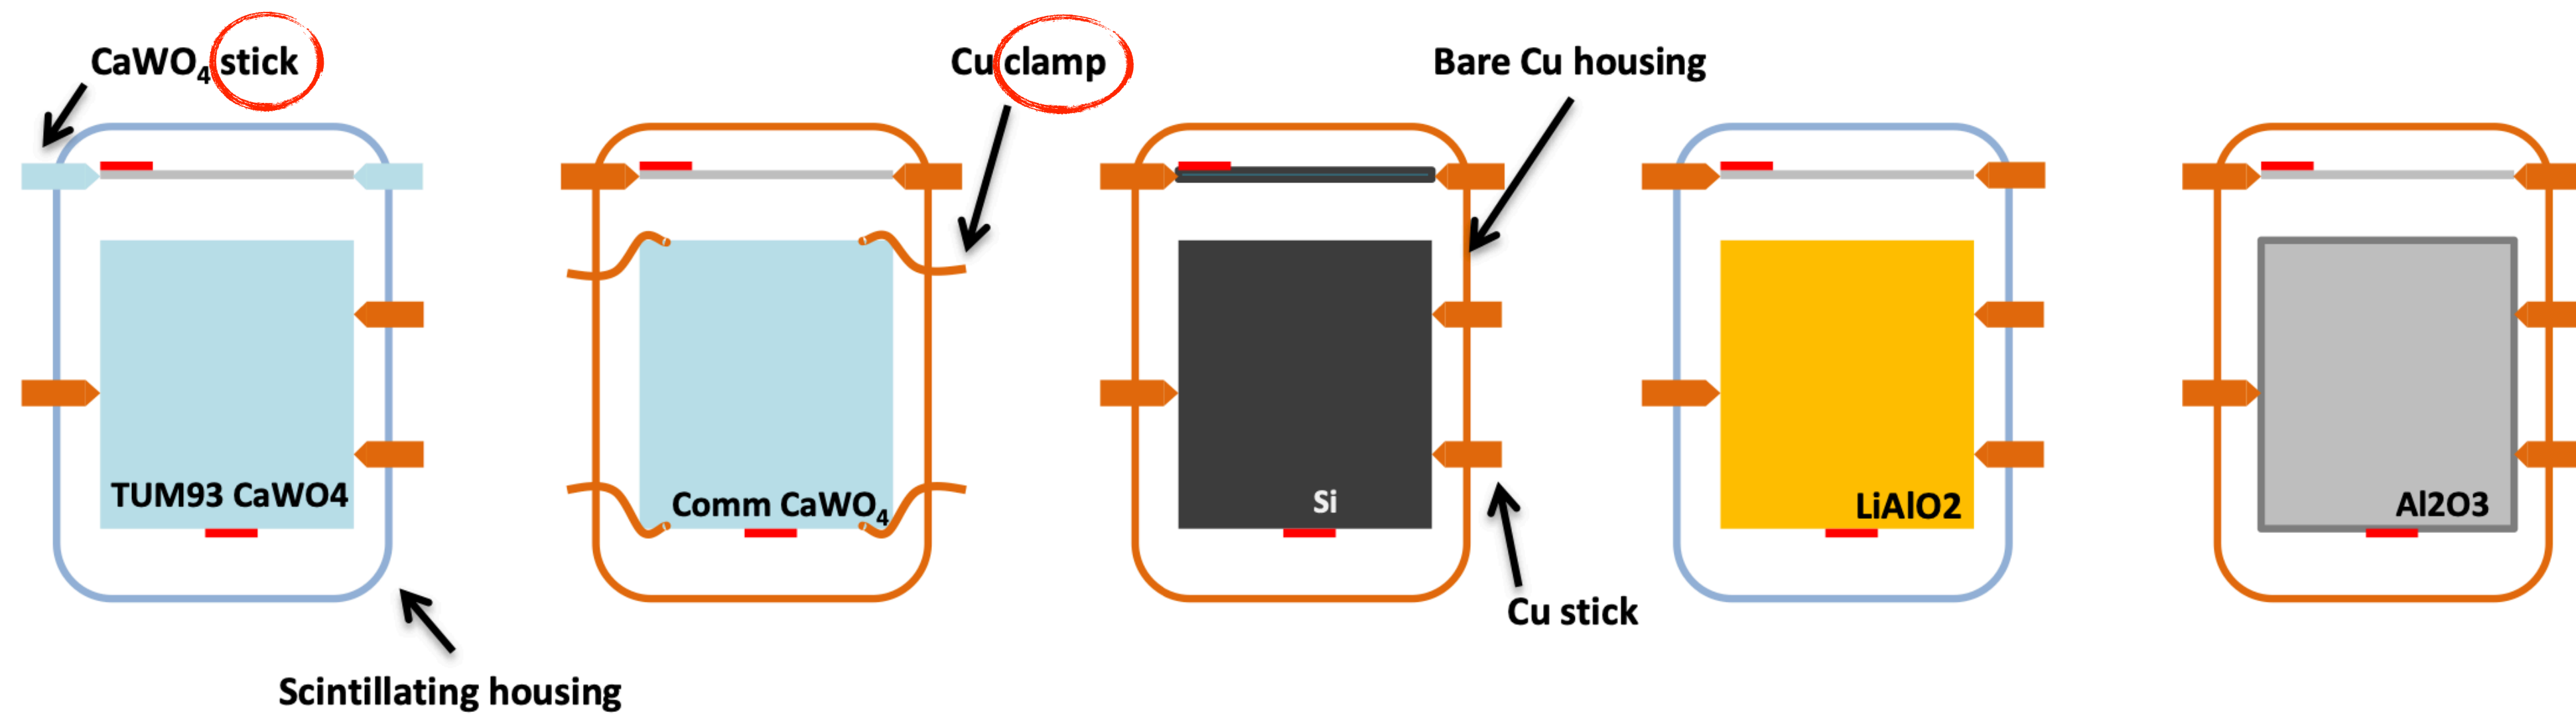 CaWO₄ stick
Cu clamp
Bare Cu housing
TUM93 CaWO4
Comm CaWO₄
Si
LiAlO2
Al2O3
Cu stick
Scintillating housing